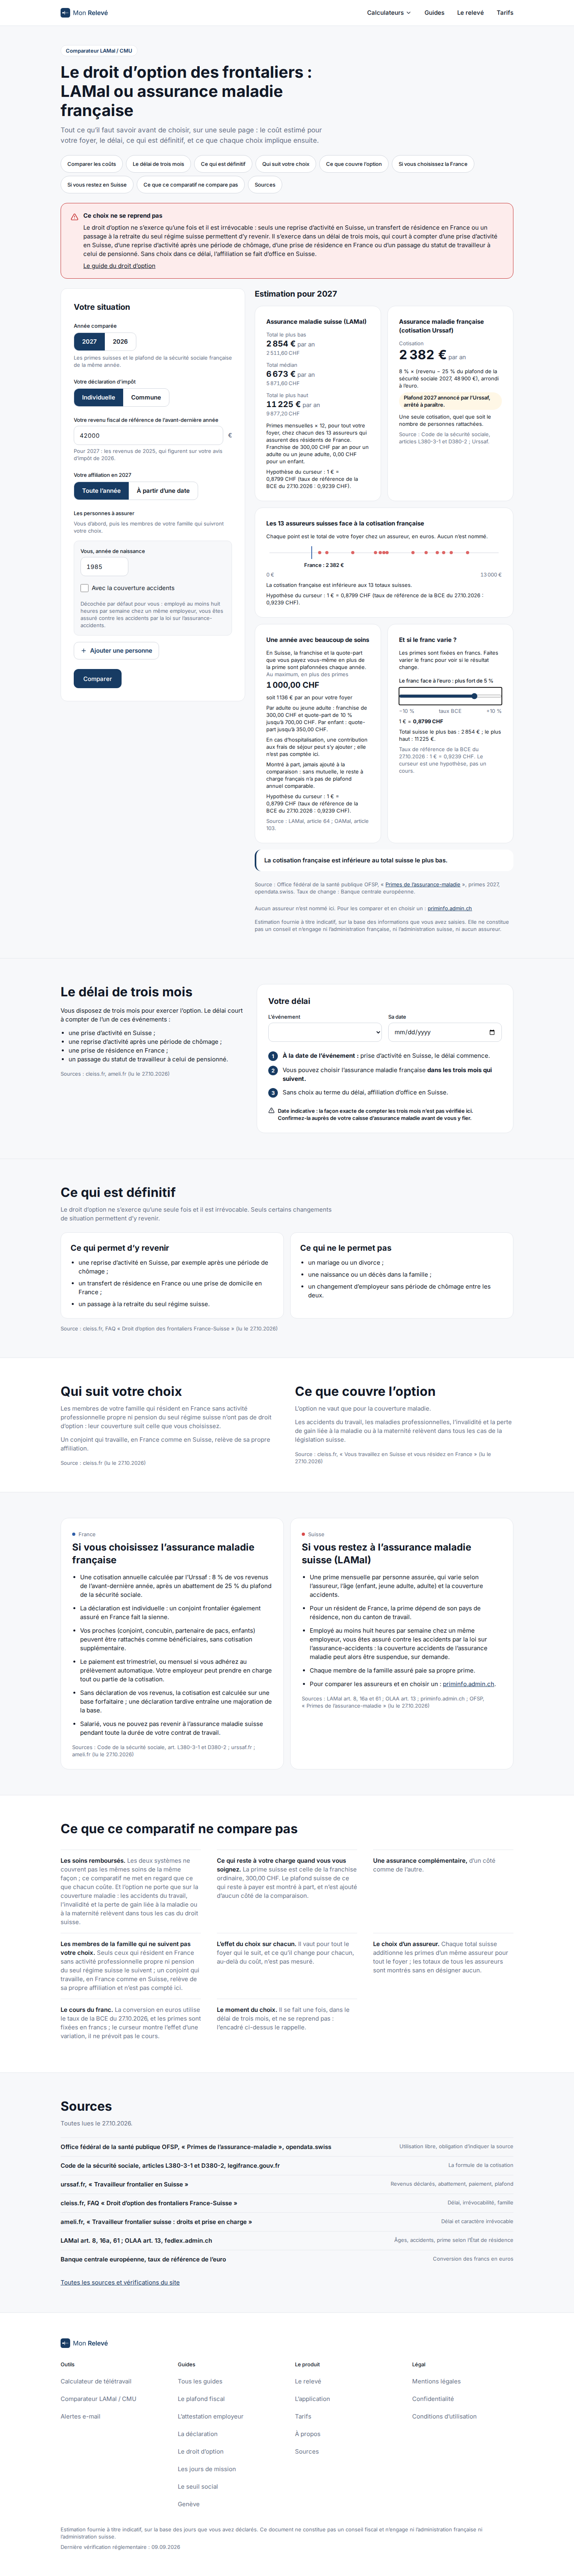 Mon Relevé
Calculateurs
Guides
Le relevé
Tarifs
Comparateur LAMal / CMU
Le droit d’option des frontaliers :
LAMal ou assurance maladie
française
Tout ce qu’il faut savoir avant de choisir, sur une seule page : le coût estimé pour
votre foyer, le délai, ce qui est définitif, et ce que chaque choix implique ensuite.
Comparer les coûts
Le délai de trois mois
Ce qui est définitif
Qui suit votre choix
Ce que couvre l’option
Si vous choisissez la France
Si vous restez en Suisse
Ce que ce comparatif ne compare pas
Sources
Ce choix ne se reprend pas
Le droit d’option ne s’exerce qu’une fois et il est irrévocable : seuls une reprise d’activité en Suisse, un transfert de résidence en France ou un
passage à la retraite du seul régime suisse permettent d’y revenir. Il s’exerce dans un délai de trois mois, qui court à compter d’une prise d’activité
en Suisse, d’une reprise d’activité après une période de chômage, d’une prise de résidence en France ou d’un passage du statut de travailleur à
celui de pensionné. Sans choix dans ce délai, l’affiliation se fait d’office en Suisse.
Le guide du droit d’option
Votre situation
Année comparée
2027
2026
Les primes suisses et le plafond de la sécurité sociale française
de la même année.
Votre déclaration d’impôt
Individuelle
Commune
Votre revenu fiscal de référence de l’avant-dernière année
42000
€
Pour 2027 : les revenus de 2025, qui figurent sur votre avis
d’impôt de 2026.
Votre affiliation en 2027
Toute l’année
À partir d’une date
Les personnes à assurer
Vous d’abord, puis les membres de votre famille qui suivront
votre choix.
Vous, année de naissance
1985
Avec la couverture accidents
Décochée par défaut pour vous : employé au moins huit
heures par semaine chez un même employeur, vous êtes
assuré contre les accidents par la loi sur l’assurance-
accidents.
Ajouter une personne
Comparer
Estimation pour 2027
Assurance maladie suisse (LAMal)
Total le plus bas
2 854 € par an
2 511,60 CHF
Total médian
6 673 € par an
5 871,60 CHF
Total le plus haut
11 225 € par an
9 877,20 CHF
Primes mensuelles × 12, pour tout votre
foyer, chez chacun des 13 assureurs qui
assurent des résidents de France.
Franchise de 300,00 CHF par an pour un
adulte ou un jeune adulte, 0,00 CHF
pour un enfant.
Hypothèse du curseur : 1 € =
0,8799 CHF (taux de référence de la
BCE du 27.10.2026 : 0,9239 CHF).
Assurance maladie française
(cotisation Urssaf)
Cotisation
2 382 € par an
8 % × (revenu − 25 % du plafond de la
sécurité sociale 2027, 48 900 €), arrondi
à l’euro.
Plafond 2027 annoncé par l’Urssaf,
arrêté à paraître.
Une seule cotisation, quel que soit le
nombre de personnes rattachées.
Source : Code de la sécurité sociale,
articles L380-3-1 et D380-2 ; Urssaf.
Les 13 assureurs suisses face à la cotisation française
Chaque point est le total de votre foyer chez un assureur, en euros. Aucun n’est nommé.
France : 2 382 €
0 €
13 000 €
La cotisation française est inférieure aux 13 totaux suisses.
Hypothèse du curseur : 1 € = 0,8799 CHF (taux de référence de la BCE du 27.10.2026 :
0,9239 CHF).
Une année avec beaucoup de soins
En Suisse, la franchise et la quote-part
que vous payez vous-même en plus de
la prime sont plafonnées chaque année.
Au maximum, en plus des primes
1 000,00 CHF
soit 1 136 € par an pour votre foyer
Par adulte ou jeune adulte : franchise de
300,00 CHF et quote-part de 10 %
jusqu’à 700,00 CHF. Par enfant : quote-
part jusqu’à 350,00 CHF.
En cas d’hospitalisation, une contribution
aux frais de séjour peut s’y ajouter ; elle
n’est pas comptée ici.
Montré à part, jamais ajouté à la
comparaison : sans mutuelle, le reste à
charge français n’a pas de plafond
annuel comparable.
Hypothèse du curseur : 1 € =
0,8799 CHF (taux de référence de la
BCE du 27.10.2026 : 0,9239 CHF).
Source : LAMal, article 64 ; OAMal, article
103.
Et si le franc varie ?
Les primes sont fixées en francs. Faites
varier le franc pour voir si le résultat
change.
Le franc face à l’euro : plus fort de 5 %
−10 %
taux BCE
+10 %
1 € = 0,8799 CHF
Total suisse le plus bas : 2 854 € ; le plus
haut : 11 225 €.
Taux de référence de la BCE du
27.10.2026 : 1 € = 0,9239 CHF. Le
curseur est une hypothèse, pas un
cours.
La cotisation française est inférieure au total suisse le plus bas.
Source : Office fédéral de la santé publique OFSP, « Primes de l’assurance-maladie », primes 2027,
opendata.swiss. Taux de change : Banque centrale européenne.
Aucun assureur n’est nommé ici. Pour les comparer et en choisir un : priminfo.admin.ch
Estimation fournie à titre indicatif, sur la base des informations que vous avez saisies. Elle ne constitue
pas un conseil et n’engage ni l’administration française, ni l’administration suisse, ni aucun assureur.
Le délai de trois mois
Vous disposez de trois mois pour exercer l’option. Le délai court
à compter de l’un de ces événements :
• une prise d’activité en Suisse ;
• une reprise d’activité après une période de chômage ;
• une prise de résidence en France ;
• un passage du statut de travailleur à celui de pensionné.
Sources : cleiss.fr, ameli.fr (lu le 27.10.2026)
Votre délai
L’événement
Sa date
mm/dd/yyyy
1 À la date de l’événement : prise d’activité en Suisse, le délai commence.
2 Vous pouvez choisir l’assurance maladie française dans les trois mois qui
suivent.
3 Sans choix au terme du délai, affiliation d’office en Suisse.
Date indicative : la façon exacte de compter les trois mois n’est pas vérifiée ici.
Confirmez-la auprès de votre caisse d’assurance maladie avant de vous y fier.
Ce qui est définitif
Le droit d’option ne s’exerce qu’une seule fois et il est irrévocable. Seuls certains changements
de situation permettent d’y revenir.
Ce qui permet d’y revenir
• une reprise d’activité en Suisse, par exemple après une période de
chômage ;
• un transfert de résidence en France ou une prise de domicile en
France ;
• un passage à la retraite du seul régime suisse.
Ce qui ne le permet pas
• un mariage ou un divorce ;
• une naissance ou un décès dans la famille ;
• un changement d’employeur sans période de chômage entre les
deux.
Source : cleiss.fr, FAQ « Droit d’option des frontaliers France-Suisse » (lu le 27.10.2026)
Qui suit votre choix
Les membres de votre famille qui résident en France sans activité
professionnelle propre ni pension du seul régime suisse n’ont pas de droit
d’option : leur couverture suit celle que vous choisissez.
Un conjoint qui travaille, en France comme en Suisse, relève de sa propre
affiliation.
Source : cleiss.fr (lu le 27.10.2026)
Ce que couvre l’option
L’option ne vaut que pour la couverture maladie.
Les accidents du travail, les maladies professionnelles, l’invalidité et la perte
de gain liée à la maladie ou à la maternité relèvent dans tous les cas de la
législation suisse.
Source : cleiss.fr, « Vous travaillez en Suisse et vous résidez en France » (lu le
27.10.2026)
France
Si vous choisissez l’assurance maladie
française
• Une cotisation annuelle calculée par l’Urssaf : 8 % de vos revenus
de l’avant-dernière année, après un abattement de 25 % du plafond
de la sécurité sociale.
• La déclaration est individuelle : un conjoint frontalier également
assuré en France fait la sienne.
• Vos proches (conjoint, concubin, partenaire de pacs, enfants)
peuvent être rattachés comme bénéficiaires, sans cotisation
supplémentaire.
• Le paiement est trimestriel, ou mensuel si vous adhérez au
prélèvement automatique. Votre employeur peut prendre en charge
tout ou partie de la cotisation.
• Sans déclaration de vos revenus, la cotisation est calculée sur une
base forfaitaire ; une déclaration tardive entraîne une majoration de
la base.
• Salarié, vous ne pouvez pas revenir à l’assurance maladie suisse
pendant toute la durée de votre contrat de travail.
Sources : Code de la sécurité sociale, art. L380-3-1 et D380-2 ; urssaf.fr ;
ameli.fr (lu le 27.10.2026)
Suisse
Si vous restez à l’assurance maladie
suisse (LAMal)
• Une prime mensuelle par personne assurée, qui varie selon
l’assureur, l’âge (enfant, jeune adulte, adulte) et la couverture
accidents.
• Pour un résident de France, la prime dépend de son pays de
résidence, non du canton de travail.
• Employé au moins huit heures par semaine chez un même
employeur, vous êtes assuré contre les accidents par la loi sur
l’assurance-accidents : la couverture accidents de l’assurance
maladie peut alors être suspendue, sur demande.
• Chaque membre de la famille assuré paie sa propre prime.
• Pour comparer les assureurs et en choisir un : priminfo.admin.ch.
Sources : LAMal art. 8, 16a et 61 ; OLAA art. 13 ; priminfo.admin.ch ; OFSP,
« Primes de l’assurance-maladie » (lu le 27.10.2026)
Ce que ce comparatif ne compare pas
Les soins remboursés. Les deux systèmes ne
couvrent pas les mêmes soins de la même
façon ; ce comparatif ne met en regard que ce
que chacun coûte. Et l’option ne porte que sur la
couverture maladie : les accidents du travail,
l’invalidité et la perte de gain liée à la maladie ou
à la maternité relèvent dans tous les cas du droit
suisse.
Ce qui reste à votre charge quand vous vous
soignez. La prime suisse est celle de la franchise
ordinaire, 300,00 CHF. Le plafond suisse de ce
qui reste à payer est montré à part, et n’est ajouté
d’aucun côté de la comparaison.
Une assurance complémentaire, d’un côté
comme de l’autre.
Les membres de la famille qui ne suivent pas
votre choix. Seuls ceux qui résident en France
sans activité professionnelle propre ni pension
du seul régime suisse le suivent ; un conjoint qui
travaille, en France comme en Suisse, relève de
sa propre affiliation et n’est pas compté ici.
L’effet du choix sur chacun. Il vaut pour tout le
foyer qui le suit, et ce qu’il change pour chacun,
au-delà du coût, n’est pas mesuré.
Le choix d’un assureur. Chaque total suisse
additionne les primes d’un même assureur pour
tout le foyer ; les totaux de tous les assureurs
sont montrés sans en désigner aucun.
Le cours du franc. La conversion en euros utilise
le taux de la BCE du 27.10.2026, et les primes sont
fixées en francs ; le curseur montre l’effet d’une
variation, il ne prévoit pas le cours.
Le moment du choix. Il se fait une fois, dans le
délai de trois mois, et ne se reprend pas :
l’encadré ci-dessus le rappelle.
Sources
Toutes lues le 27.10.2026.
Office fédéral de la santé publique OFSP, « Primes de l’assurance-maladie », opendata.swiss
Utilisation libre, obligation d’indiquer la source
Code de la sécurité sociale, articles L380-3-1 et D380-2, legifrance.gouv.fr
La formule de la cotisation
urssaf.fr, « Travailleur frontalier en Suisse »
Revenus déclarés, abattement, paiement, plafond
cleiss.fr, FAQ « Droit d’option des frontaliers France-Suisse »
Délai, irrévocabilité, famille
ameli.fr, « Travailleur frontalier suisse : droits et prise en charge »
Délai et caractère irrévocable
LAMal art. 8, 16a, 61 ; OLAA art. 13, fedlex.admin.ch
Âges, accidents, prime selon l’État de résidence
Banque centrale européenne, taux de référence de l’euro
Conversion des francs en euros
Toutes les sources et vérifications du site
Mon Relevé
Outils
Calculateur de télétravail
Comparateur LAMal / CMU
Alertes e-mail
Guides
Tous les guides
Le plafond fiscal
L’attestation employeur
La déclaration
Le droit d’option
Les jours de mission
Le seuil social
Genève
Le produit
Le relevé
L’application
Tarifs
À propos
Sources
Légal
Mentions légales
Confidentialité
Conditions d’utilisation
Estimation fournie à titre indicatif, sur la base des jours que vous avez déclarés. Ce document ne constitue pas un conseil fiscal et n’engage ni l’administration française, ni
l’administration suisse.
Dernière vérification réglementaire : 09.09.2026